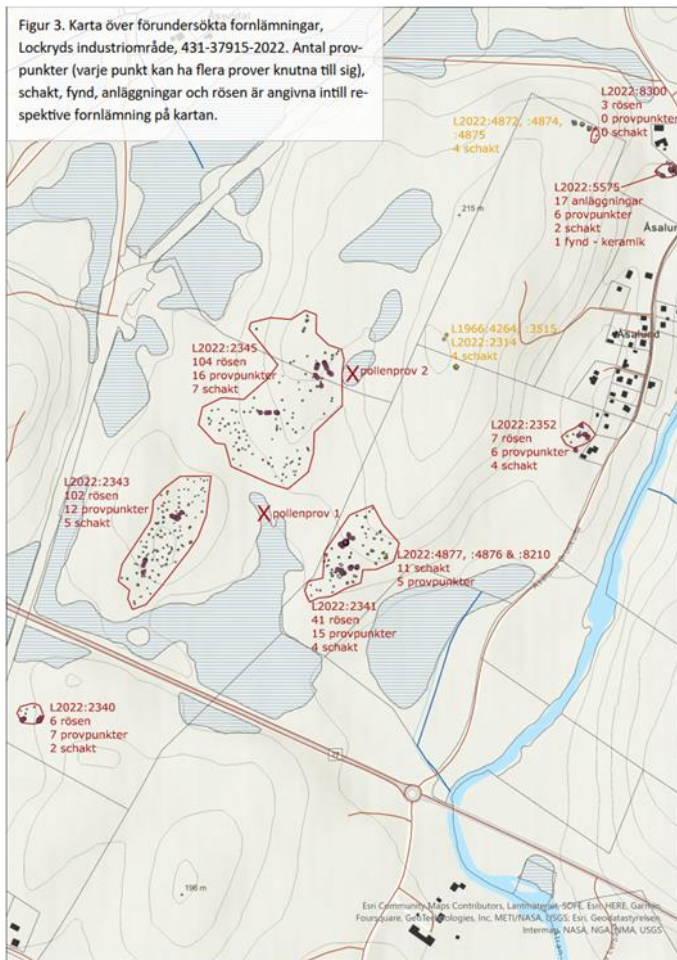 Figur 3. Karta över förundersökta fornlämningar,
Lockryds industriområde, 431-37915-2022. Antal prov-
punkter (varje punkt kan ha flera prover knutna till sig),
schakt, fynd, anläggningar och rösen är angivna intill re-
spektive fornlämning på kartan.
L2022:8300
3 rösen
0 provpunkter
0 schakt
L2022:4872, :4874,
:4875
4 schakt
L2022:5575
17 anläggningar
6 provpunkter
2 schakt
1 fynd - keramik
215 m
Åsalun
Åsalund
L1966:4264, :3515
L2022:2314
4 schakt
L2022:2345
104 rösen
16 provpunkter
7 schakt
pollenprov 2
L2022:2352
7 rösen
6 provpunkter
4 schakt
L2022:2343
102 rösen
12 provpunkter
5 schakt
pollenprov 1
L2022:4877, :4876 & :8210
11 schakt
5 provpunkter
L2022:2341
41 rösen
15 provpunkter
4 schakt
L2022:2340
6 rösen
7 provpunkter
2 schakt
27
198 m
Esri Community Maps Contributors, Lantmäteriet, SDFE, Esri, HERE, Garmin,
Foursquare, GeoTechnologies, Inc, METI/NASA, USGS; Esri, Geodatastyrelsen,
Intermap, NASA, NGA, NMA, USGS